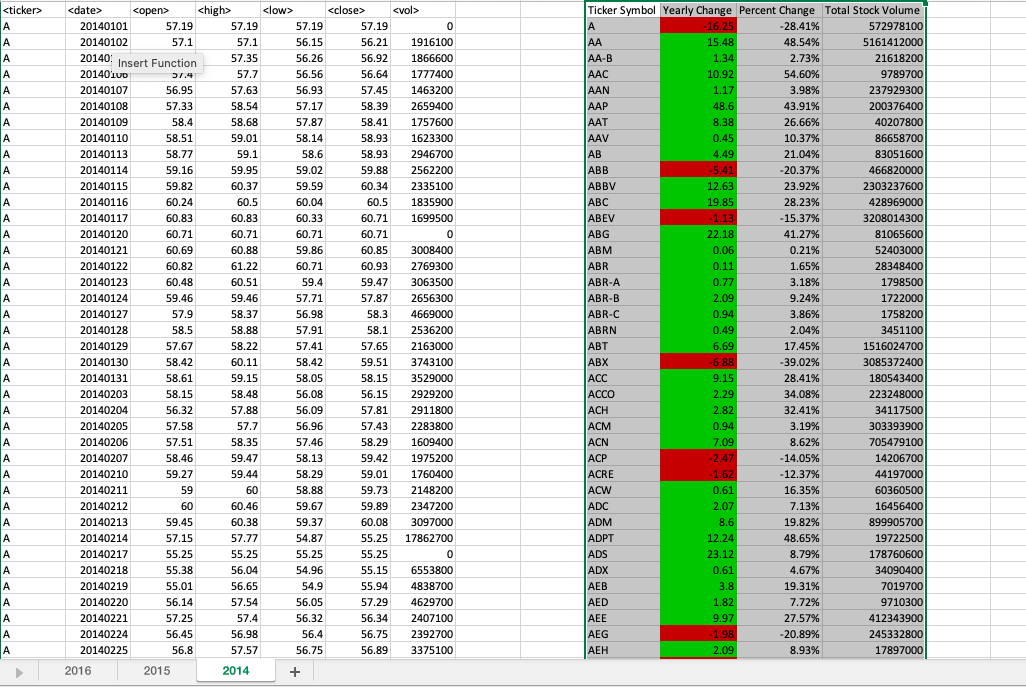 <ticker> <date> <open> <high> <low> <close> <vol> Ticker Symbol Yearly Change Percent Change Total Stock Volume
A 20140101 57.19 57.19 57.19 57.19 0 A -16.25 -28.41% 572978100
A 20140102 57.1 57.1 56.15 56.21 1916100 AA 15.48 48.54% 5161412000
A 57.35 56.26 56.92 1866600 AA-B 1.34 2.73% 21618200
Insert Function
A 20140106 57.4 57.7 56.56 56.64 1777400 AAC 10.92 54.60% 9789700
A 20140107 56.95 57.63 56.93 57.45 1463200 AAN 1.17 3.98% 237929300
A 20140108 57.33 58.54 57.17 58.39 2659400 AAP 48.6 43.91% 200376400
A 20140109 58.4 58.68 57.87 58.41 1757600 AAT 8.38 26.66% 40207800
A 20140110 58.51 59.01 58.14 58.93 1623300 AAV 0.45 10.37% 86658700
A 20140113 58.77 59.1 58.6 58.93 2946700 AB 4.49 21.04% 83051600
A 20140114 59.16 59.95 59.02 59.88 2562200 ABB -5.41 -20.37% 466820000
A 20140115 59.82 60.37 59.59 60.34 2335100 ABBV 12.63 23.92% 2303237600
A 20140116 60.24 60.5 60.04 60.5 1835900 ABC 19.85 28.23% 428969000
A 20140117 60.83 60.83 60.33 60.71 1699500 ABEV -1.13 -15.37% 3208014300
A 20140120 60.71 60.71 60.71 60.71 0 ABG 22.18 41.27% 81065600
A 20140121 60.69 60.88 59.86 60.85 3008400 ABM 0.06 0.21% 52403000
A 20140122 60.82 61.22 60.71 60.93 2769300 ABR 0.11 1.65% 28348400
A 20140123 60.48 60.51 59.4 59.47 3063500 ABR-A 0.77 3.18% 1798500
A 20140124 59.46 59.46 57.71 57.87 2656300 ABR-B 2.09 9.24% 1722000
A 20140127 57.9 58.37 56.98 58.3 4669000 ABR-C 0.94 3.86% 1758200
A 20140128 58.5 58.88 57.91 58.1 2536200 ABRN 0.49 2.04% 3451100
A 20140129 57.67 58.22 57.41 57.65 2163000 ABT 6.69 17.45% 1516024700
A 20140130 58.42 60.11 58.42 59.51 3743100 ABX -6.88 -39.02% 3085372400
A 20140131 58.61 59.15 58.05 58.15 3529000 ACC 9.15 28.41% 180543400
A 20140203 58.15 58.48 56.08 56.15 2929200 ACCO 2.29 34.08% 223248000
A 20140204 56.32 57.88 56.09 57.81 2911800 ACH 2.82 32.41% 34117500
A 20140205 57.58 57.7 56.96 57.43 2283800 ACM 0.94 3.19% 303393900
A 20140206 57.51 58.35 57.46 58.29 1609400 ACN 7.09 8.62% 705479100
A 20140207 58.46 59.47 58.13 59.42 1975200 ACP -2.47 -14.05% 14206700
A 20140210 59.27 59.44 58.29 59.01 1760400 ACRE -1.62 -12.37% 44197000
A 20140211 59 60 58.88 59.73 2148200 ACW 0.61 16.35% 60360500
A 20140212 60 60.46 59.67 59.89 2347200 ADC 2.07 7.13% 16456400
A 20140213 59.45 60.38 59.37 60.08 3097000 ADM 8.6 19.82% 899905700
A 20140214 57.15 57.77 54.87 55.25 17862700 ADPT 12.24 48.65% 19722500
A 20140217 55.25 55.25 55.25 55.25 0 ADS 23.12 8.79% 178760600
A 20140218 55.38 56.04 54.96 55.15 6553800 ADX 0.61 4.67% 34090400
A 20140219 55.01 56.65 54.9 55.94 4838700 AEB 3.8 19.31% 7019700
A 20140220 56.14 57.54 56.05 57.29 4629700 AED 1.82 7.72% 9710300
A 20140221 57.25 57.4 56.32 56.34 2407100 AEE 9.97 27.57% 412343900
A 20140224 56.45 56.98 56.4 56.75 2392700 AEG -1.98 -20.89% 245332800
A 20140225 56.8 57.57 56.75 56.89 3375100 AEH 2.09 8.93% 17897000
2016 2015 2014 +